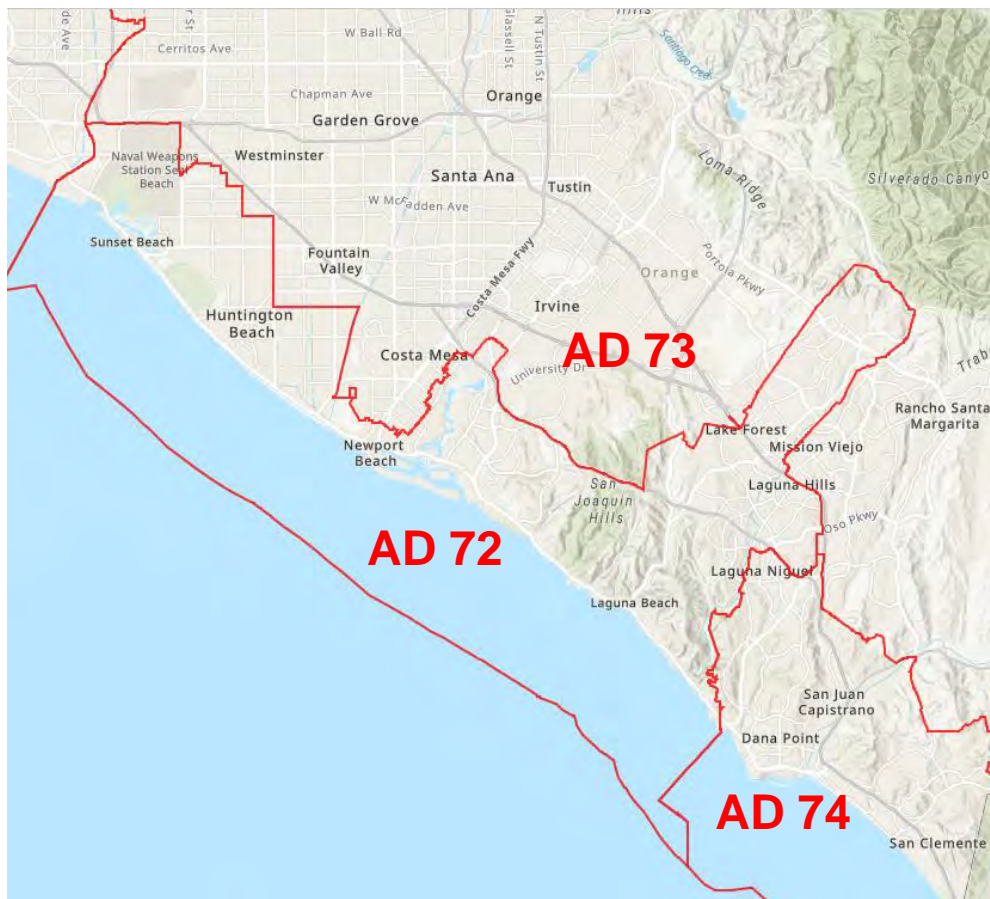 W Ball Rd
Cerritos Ave
Glassell St
N Tustin St
Santiago Creek
Chapman Ave
Orange
Garden Grove
Naval Weapons
Station Seal
Beach
Westminster
Loma Ridge
Silverado Canyo
Santa Ana
Tustin
W McFadden Ave
Sunset Beach
Fountain
Valley
Costa Mesa Fwy
Orange
Portola Pkwy
Irvine
Huntington
Beach
AD 73
Costa Mesa
University Dr
Trab
Rancho Santa
Margarita
Lake Forest
Mission Viejo
Newport
Beach
Laguna Hills
San
Joaquin
Hills
Oso Pkwy
AD 72
Laguna Niguel
Laguna Beach
San Juan
Capistrano
Dana Point
AD 74
San Clemente